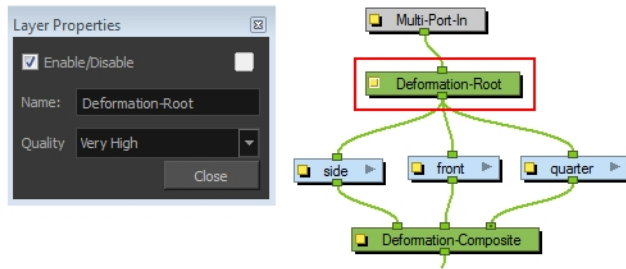 Layer Properties
Enable/Disable
Name: Deformation-Root
Quality Very High
Close
Multi-Port-In
Deformation-Root
side front quarter
Deformation-Composite